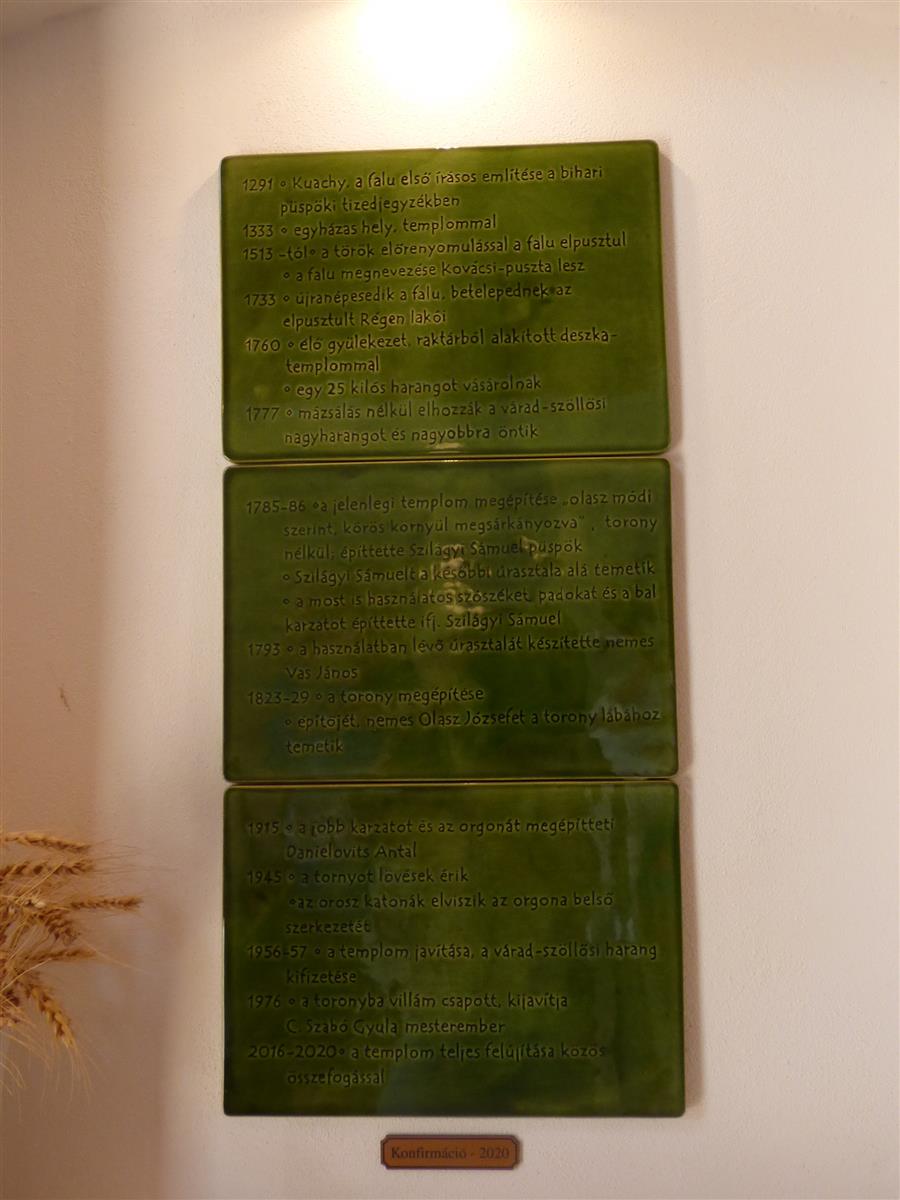 1291 ∘ Kuachy, a falu első írásos említése a bihari
püspöki tizedjegyzékben
1333 ∘ egyházas hely, templommal
1513 -tól∘ a török előrenyomulással a falu elpusztul
∘ a falu megnevezése Kovácsi-puszta lesz
1733 ∘ újranépesedik a falu, betelepednek az
elpusztult Régen lakói
1760 ∘ élő gyülekezet, raktárból alakított deszka-
templommal
∘ egy 25 kilós harangot vásárolnak
1777 ∘ mázsálás nélkül elhozzák a várad-szöllősi
nagyharangot és nagyobbra öntik
1785-86 ∘a jelenlegi templom megépítése „olasz módi
szerint, körös környül megsárkányozva", torony
nélkül; építtette Szilágyi Sámuel püspök
∘ Szilágyi Sámuelt a későbbi úrasztala alá temetik
∘ a most is használatos szószéket, padokat és a bal
karzatot építtette ifj. Szilágyi Sámuel
1793 ∘ a használatban lévő úrasztalát készítette nemes
Vas János
1823-29 ∘ a torony megépítése
∘ építőjét, nemes Olasz Józsefet a torony lábához
temetik
1915 ∘ a jobb karzatot és az orgonát megépítteti
Danielovits Antal
1945 ∘ a tornyot lövések érik
∘az orosz katonák elviszik az orgona belső
szerkezetét
1956-57 ∘ a templom javítása, a várad-szöllősi harang
kifizetése
1976 ∘ a toronyba villám csapott, kijavítja
C. Szabó Gyula mesterember
2016-2020∘ a templom teljes felújítása közös
összefogással
Konfirmáció - 2020